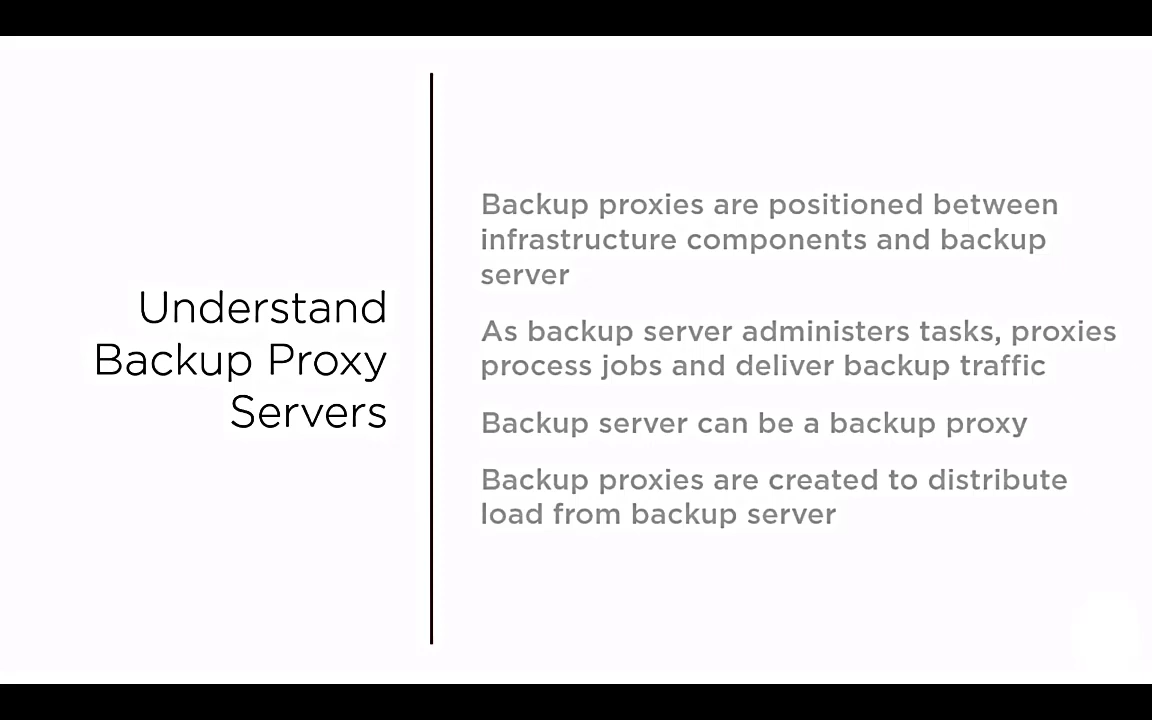 Understand
Backup Proxy
Servers
Backup proxies are positioned between
infrastructure components and backup
server
As backup server administers tasks, proxies
process jobs and deliver backup traffic
Backup server can be a backup proxy
Backup proxies are created to distribute
load from backup server